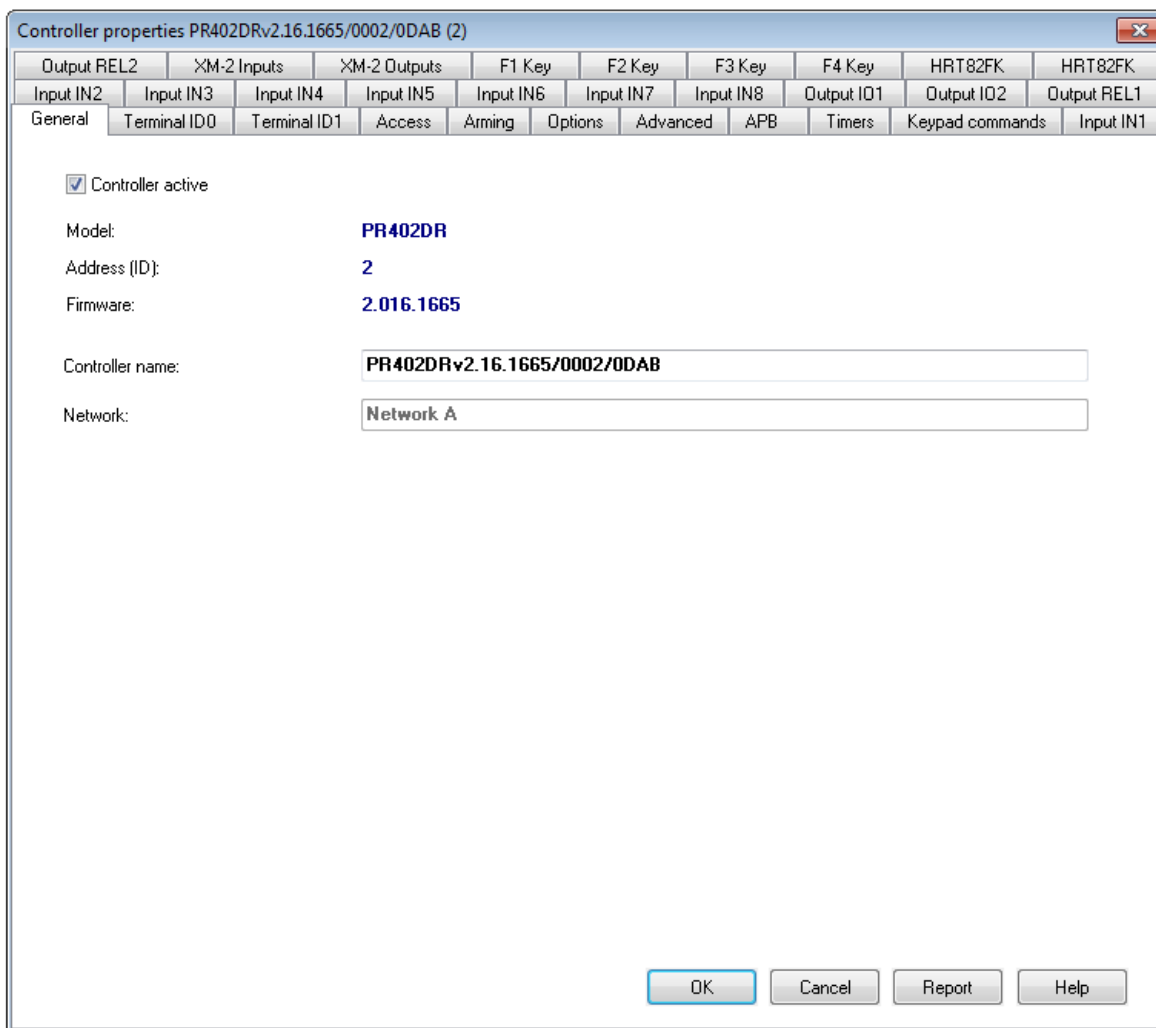 Controller properties PR402DRv2.16.1665/0002/0DAB (2)
Output REL2 XM-2 Inputs XM-2 Outputs F1 Key F2 Key F3 Key F4 Key HRT82FK HRT82FK
Input IN2 Input IN3 Input IN4 Input IN5 Input IN6 Input IN7 Input IN8 Output IO1 Output IO2 Output REL1
General Terminal ID0 Terminal ID1 Access Arming Options Advanced APB Timers Keypad commands Input IN1
Controller active
Model: PR402DR
Address (ID): 2
Firmware: 2.016.1665
Controller name: PR402DRv2.16.1665/0002/0DAB
Network: Network A
OK Cancel Report Help